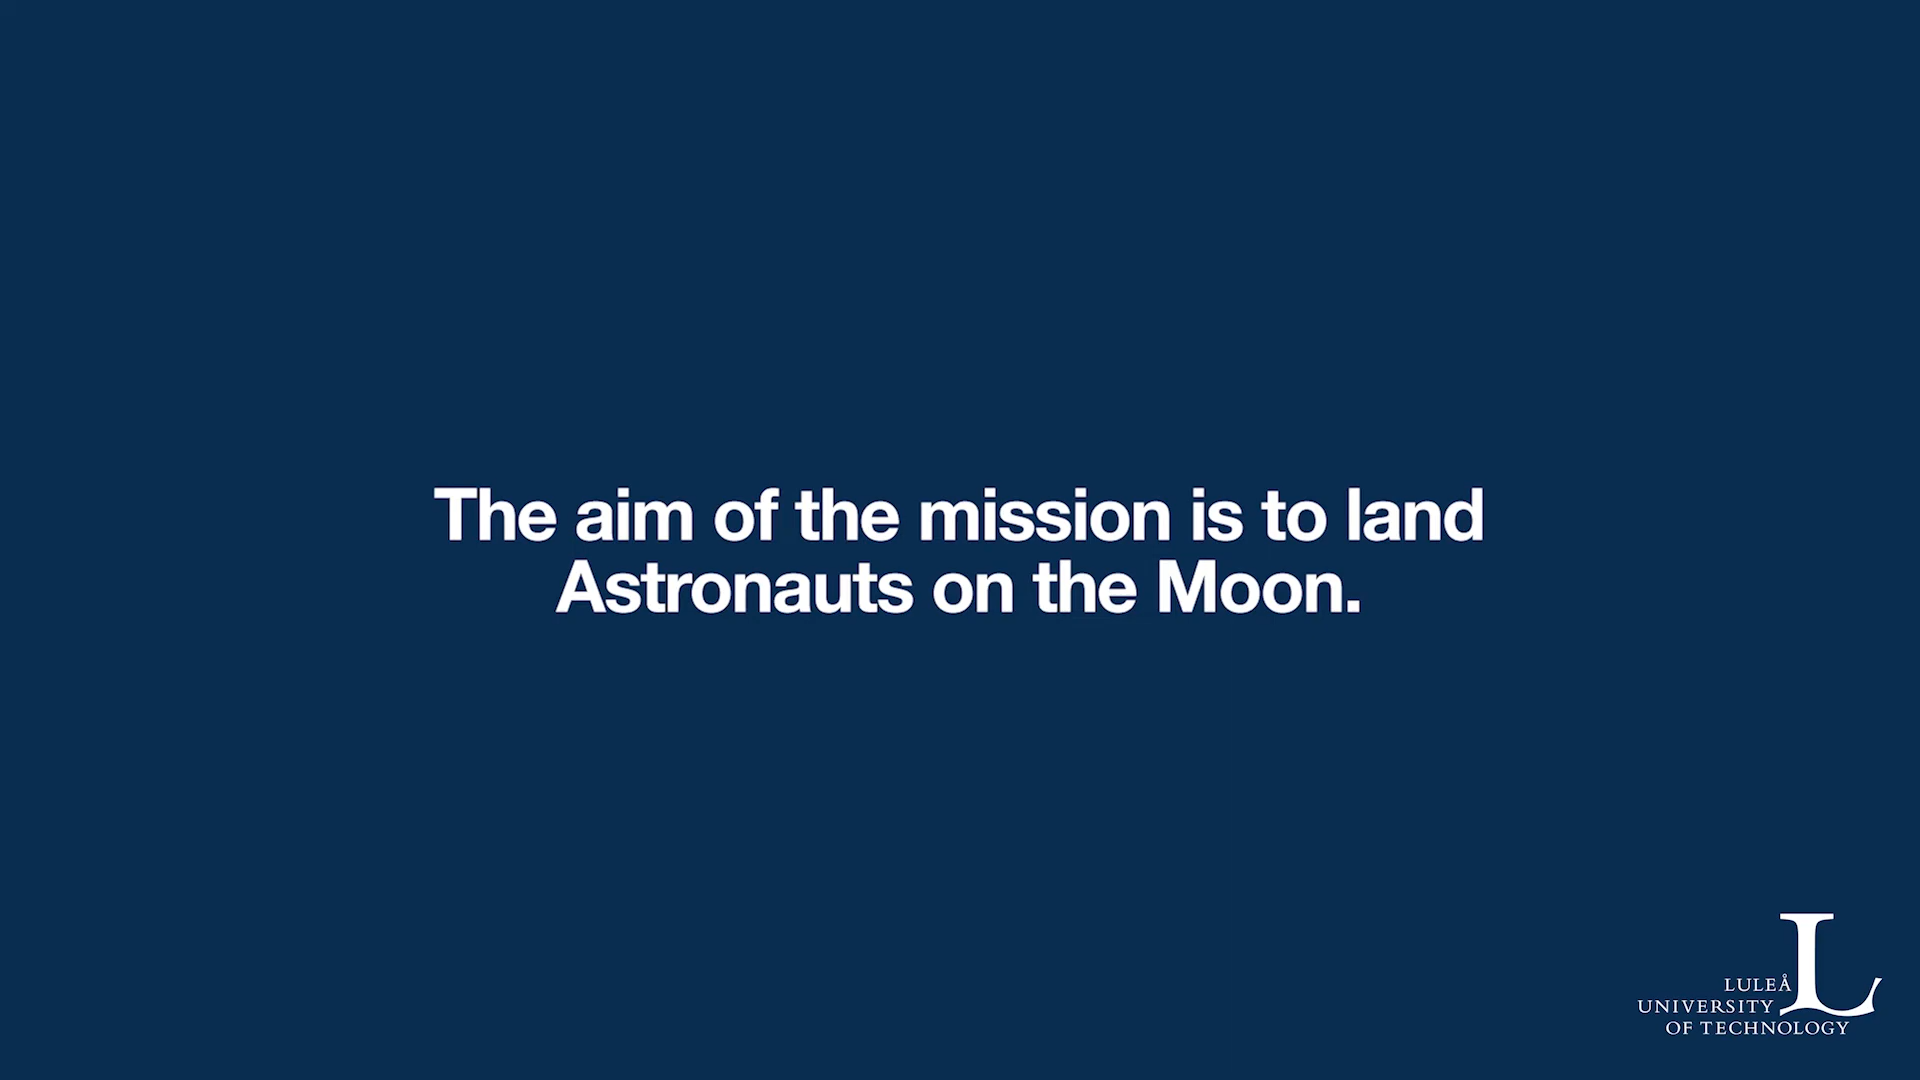 The aim of the mission is to land
Astronauts on the Moon.
LULEÅ
UNIVERSITY
OF TECHNOLOGY